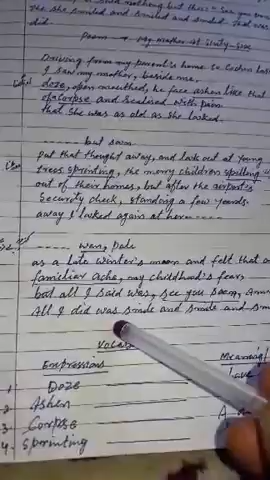 the she smiled and smiled and smiled.
did.
Poem → My mother at Sixty-Six
Driving from my parent's home to Cochin last
I saw my mother, beside me,
doze, open mouthed, he face ashen like that
of corpse and realised with pain
that she was as old as she looked.
------- but soon
put that thought away, and look out at young
trees sprinting, the merry children spilling
out of their homes, but after the airport's
Security check, standing a few yards.
away I looked again at her -------
------ wan, pale
as a late winter's moon and felt that o
familiar ache, my childhood's fear,
but all I said was, see you soon, Amm
All I did was smile and smile and sm
Vocab
Expressions Meaning/
1. Doze
2. Ashen
3. Corpse
4. Sprinting